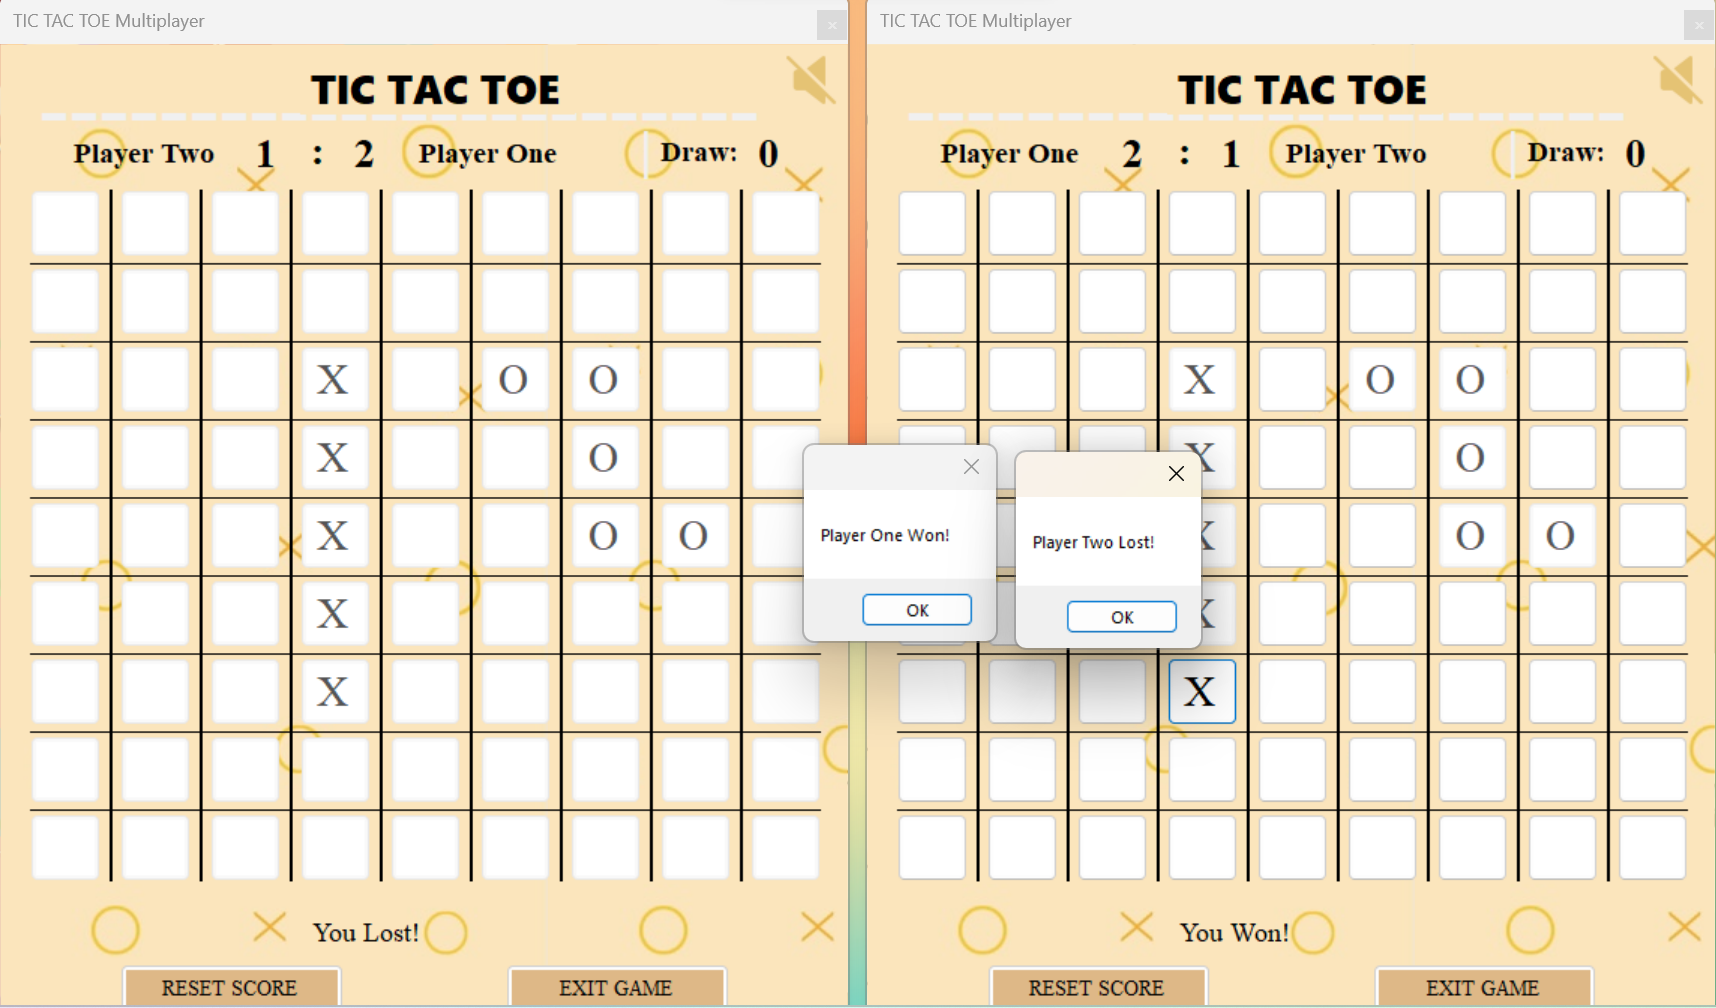 TIC TAC TOE Multiplayer
TIC TAC TOE
Player Two 1 : 2 Player One Draw: 0
X O O
X O
X O O
X
X
You Lost!
RESET SCORE EXIT GAME
TIC TAC TOE Multiplayer
TIC TAC TOE
Player One 2 : 1 Player Two Draw: 0
X O O
X O
X O O
X
X
You Won!
RESET SCORE EXIT GAME
Player One Won!
OK
Player Two Lost!
OK